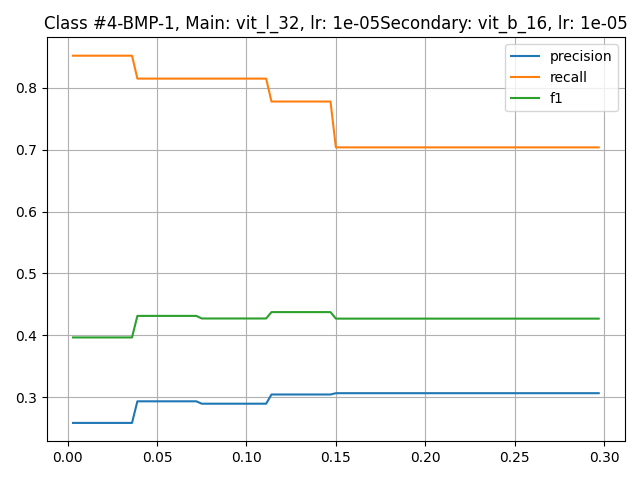 Class #4-BMP-1, Main: vit_l_32, lr: 1e-05Secondary: vit_b_16, lr: 1e-05
precision
recall
f1
0.8
0.7
0.6
0.5
0.4
0.3
0.00 0.05 0.10 0.15 0.20 0.25 0.30